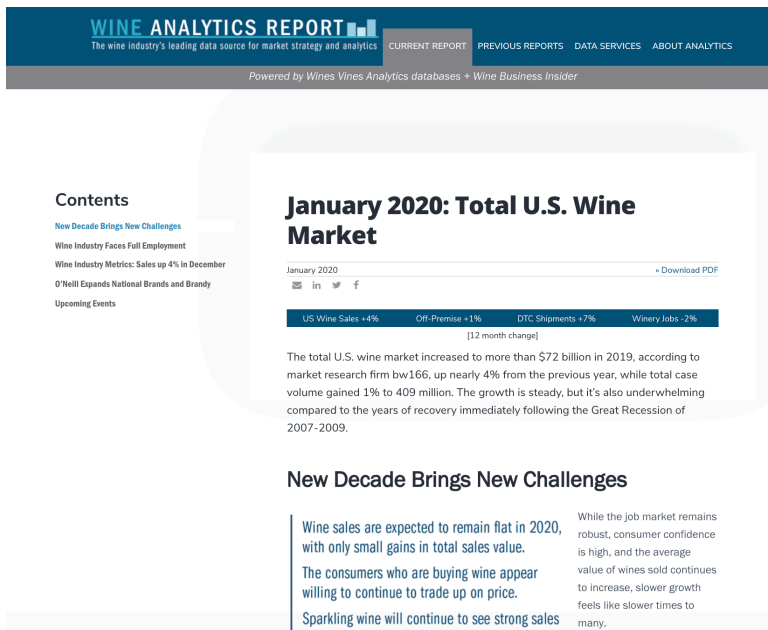 WINE ANALYTICS REPORT
The wine industry's leading data source for market strategy and analytics
CURRENT REPORT PREVIOUS REPORTS DATA SERVICES ABOUT ANALYTICS
Powered by Wines Vines Analytics databases + Wine Business Insider
Contents
New Decade Brings New Challenges
Wine Industry Faces Full Employment
Wine Industry Metrics: Sales up 4% in December
O'Neill Expands National Brands and Brandy
Upcoming Events
January 2020: Total U.S. Wine
Market
January 2020
» Download PDF
US Wine Sales +4% Off-Premise +1% DTC Shipments +7% Winery Jobs -2%
[12 month change]
The total U.S. wine market increased to more than $72 billion in 2019, according to
market research firm bw166, up nearly 4% from the previous year, while total case
volume gained 1% to 409 million. The growth is steady, but it's also underwhelming
compared to the years of recovery immediately following the Great Recession of
2007-2009.
New Decade Brings New Challenges
Wine sales are expected to remain flat in 2020,
with only small gains in total sales value.
The consumers who are buying wine appear
willing to continue to trade up on price.
Sparkling wine will continue to see strong sales
While the job market remains
robust, consumer confidence
is high, and the average
value of wines sold continues
to increase, slower growth
feels like slower times to
many.